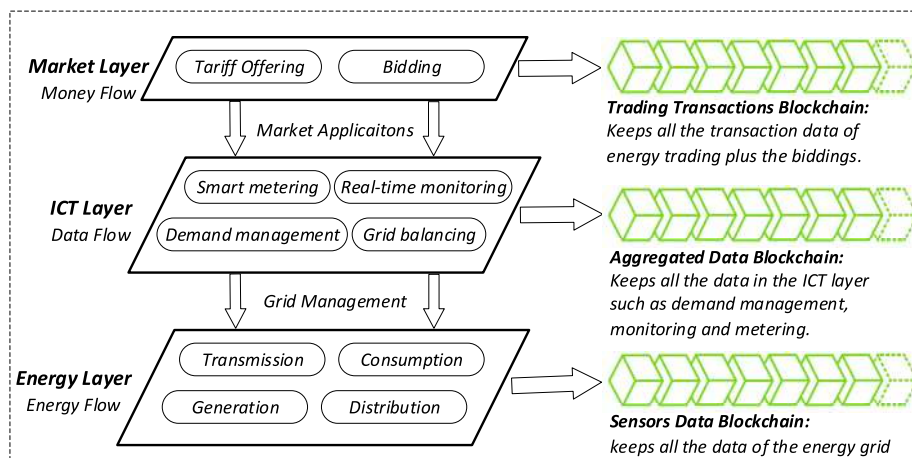 Market Layer
Money Flow
Tariff Offering
Bidding
Trading Transactions Blockchain:
Keeps all the transaction data of
energy trading plus the biddings.
Market Applicaitons
ICT Layer
Data Flow
Smart metering
Real-time monitoring
Demand management
Grid balancing
Aggregated Data Blockchain:
Keeps all the data in the ICT layer
such as demand management,
monitoring and metering.
Grid Management
Energy Layer
Energy Flow
Transmission
Consumption
Generation
Distribution
Sensors Data Blockchain:
keeps all the data of the energy grid